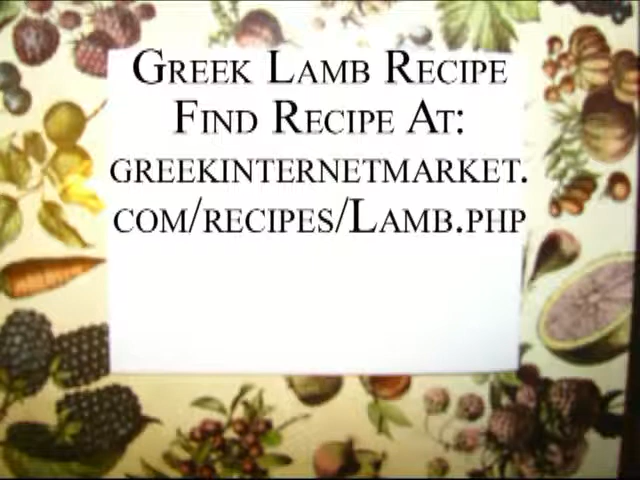 Greek Lamb Recipe
Find Recipe At:
greekinternetmarket.
com/recipes/Lamb.php